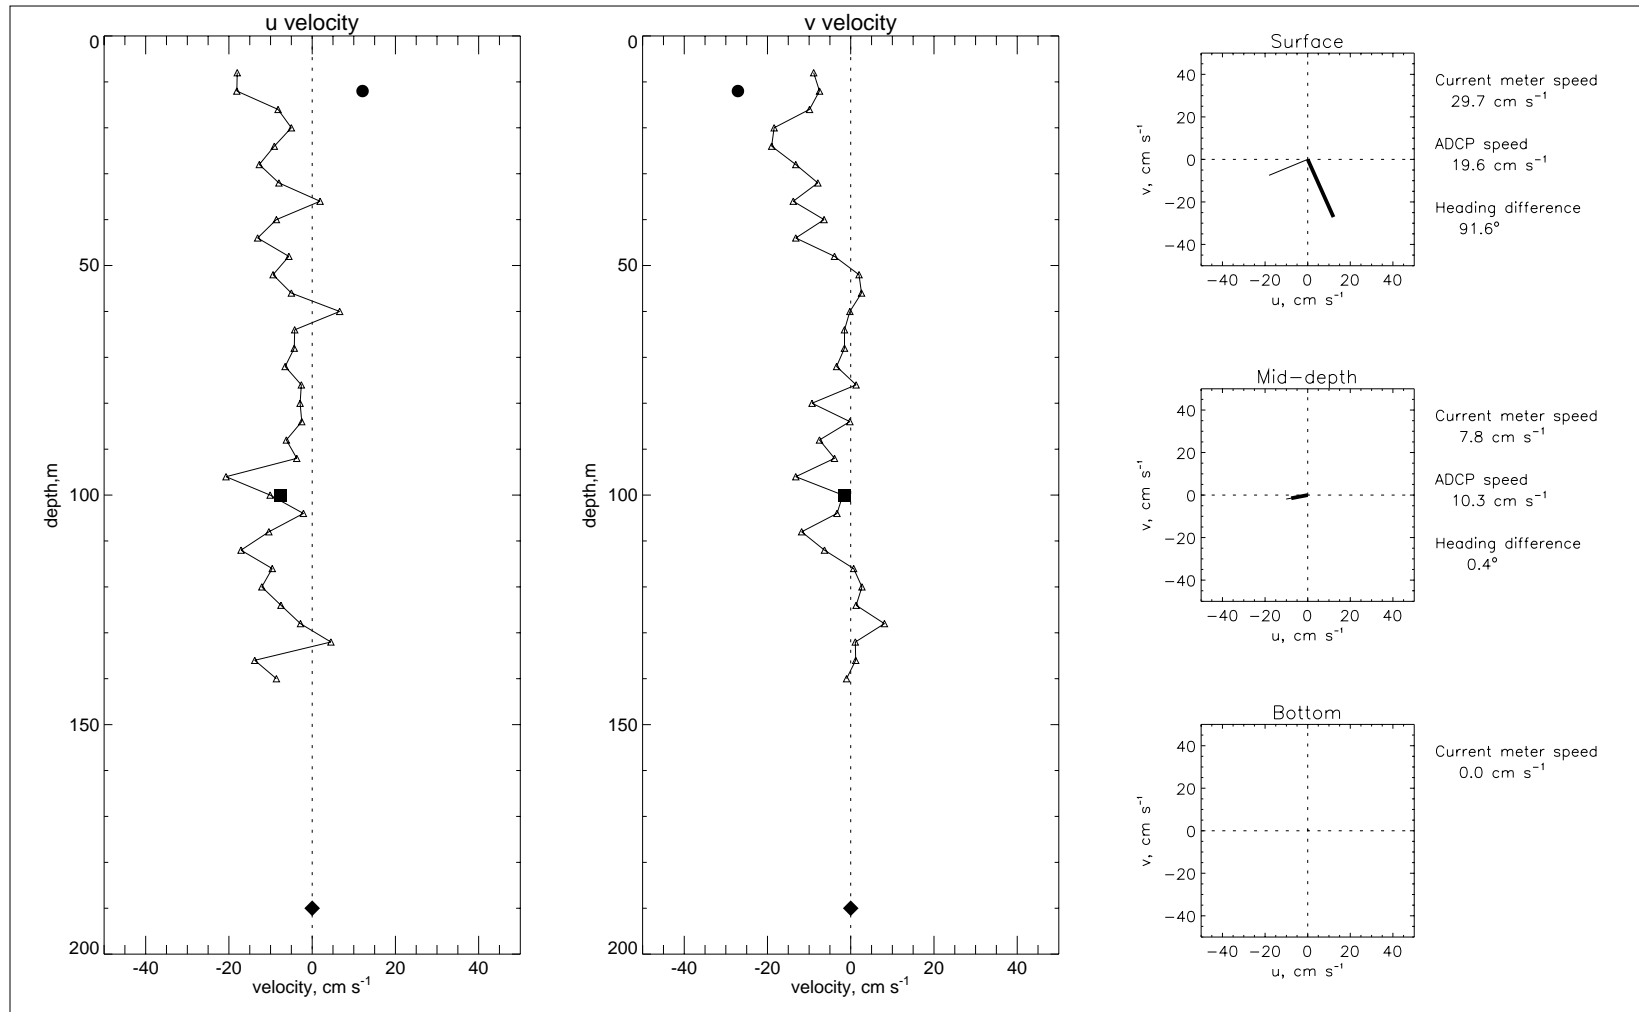 u velocity
0
50
100
150
200
depth,m
-40 -20 0 20 40
velocity, cm s⁻¹
v velocity
0
50
100
150
200
depth,m
-40 -20 0 20 40
velocity, cm s⁻¹
Surface
40
20
0
−20
−40
v, cm s⁻¹
−40 −20 0 20 40
u, cm s⁻¹
Current meter speed
29.7 cm s⁻¹
ADCP speed
19.6 cm s⁻¹
Heading difference
91.6°
Mid−depth
40
20
0
−20
−40
v, cm s⁻¹
−40 −20 0 20 40
u, cm s⁻¹
Current meter speed
7.8 cm s⁻¹
ADCP speed
10.3 cm s⁻¹
Heading difference
0.4°
Bottom
40
20
0
−20
−40
v, cm s⁻¹
−40 −20 0 20 40
u, cm s⁻¹
Current meter speed
0.0 cm s⁻¹